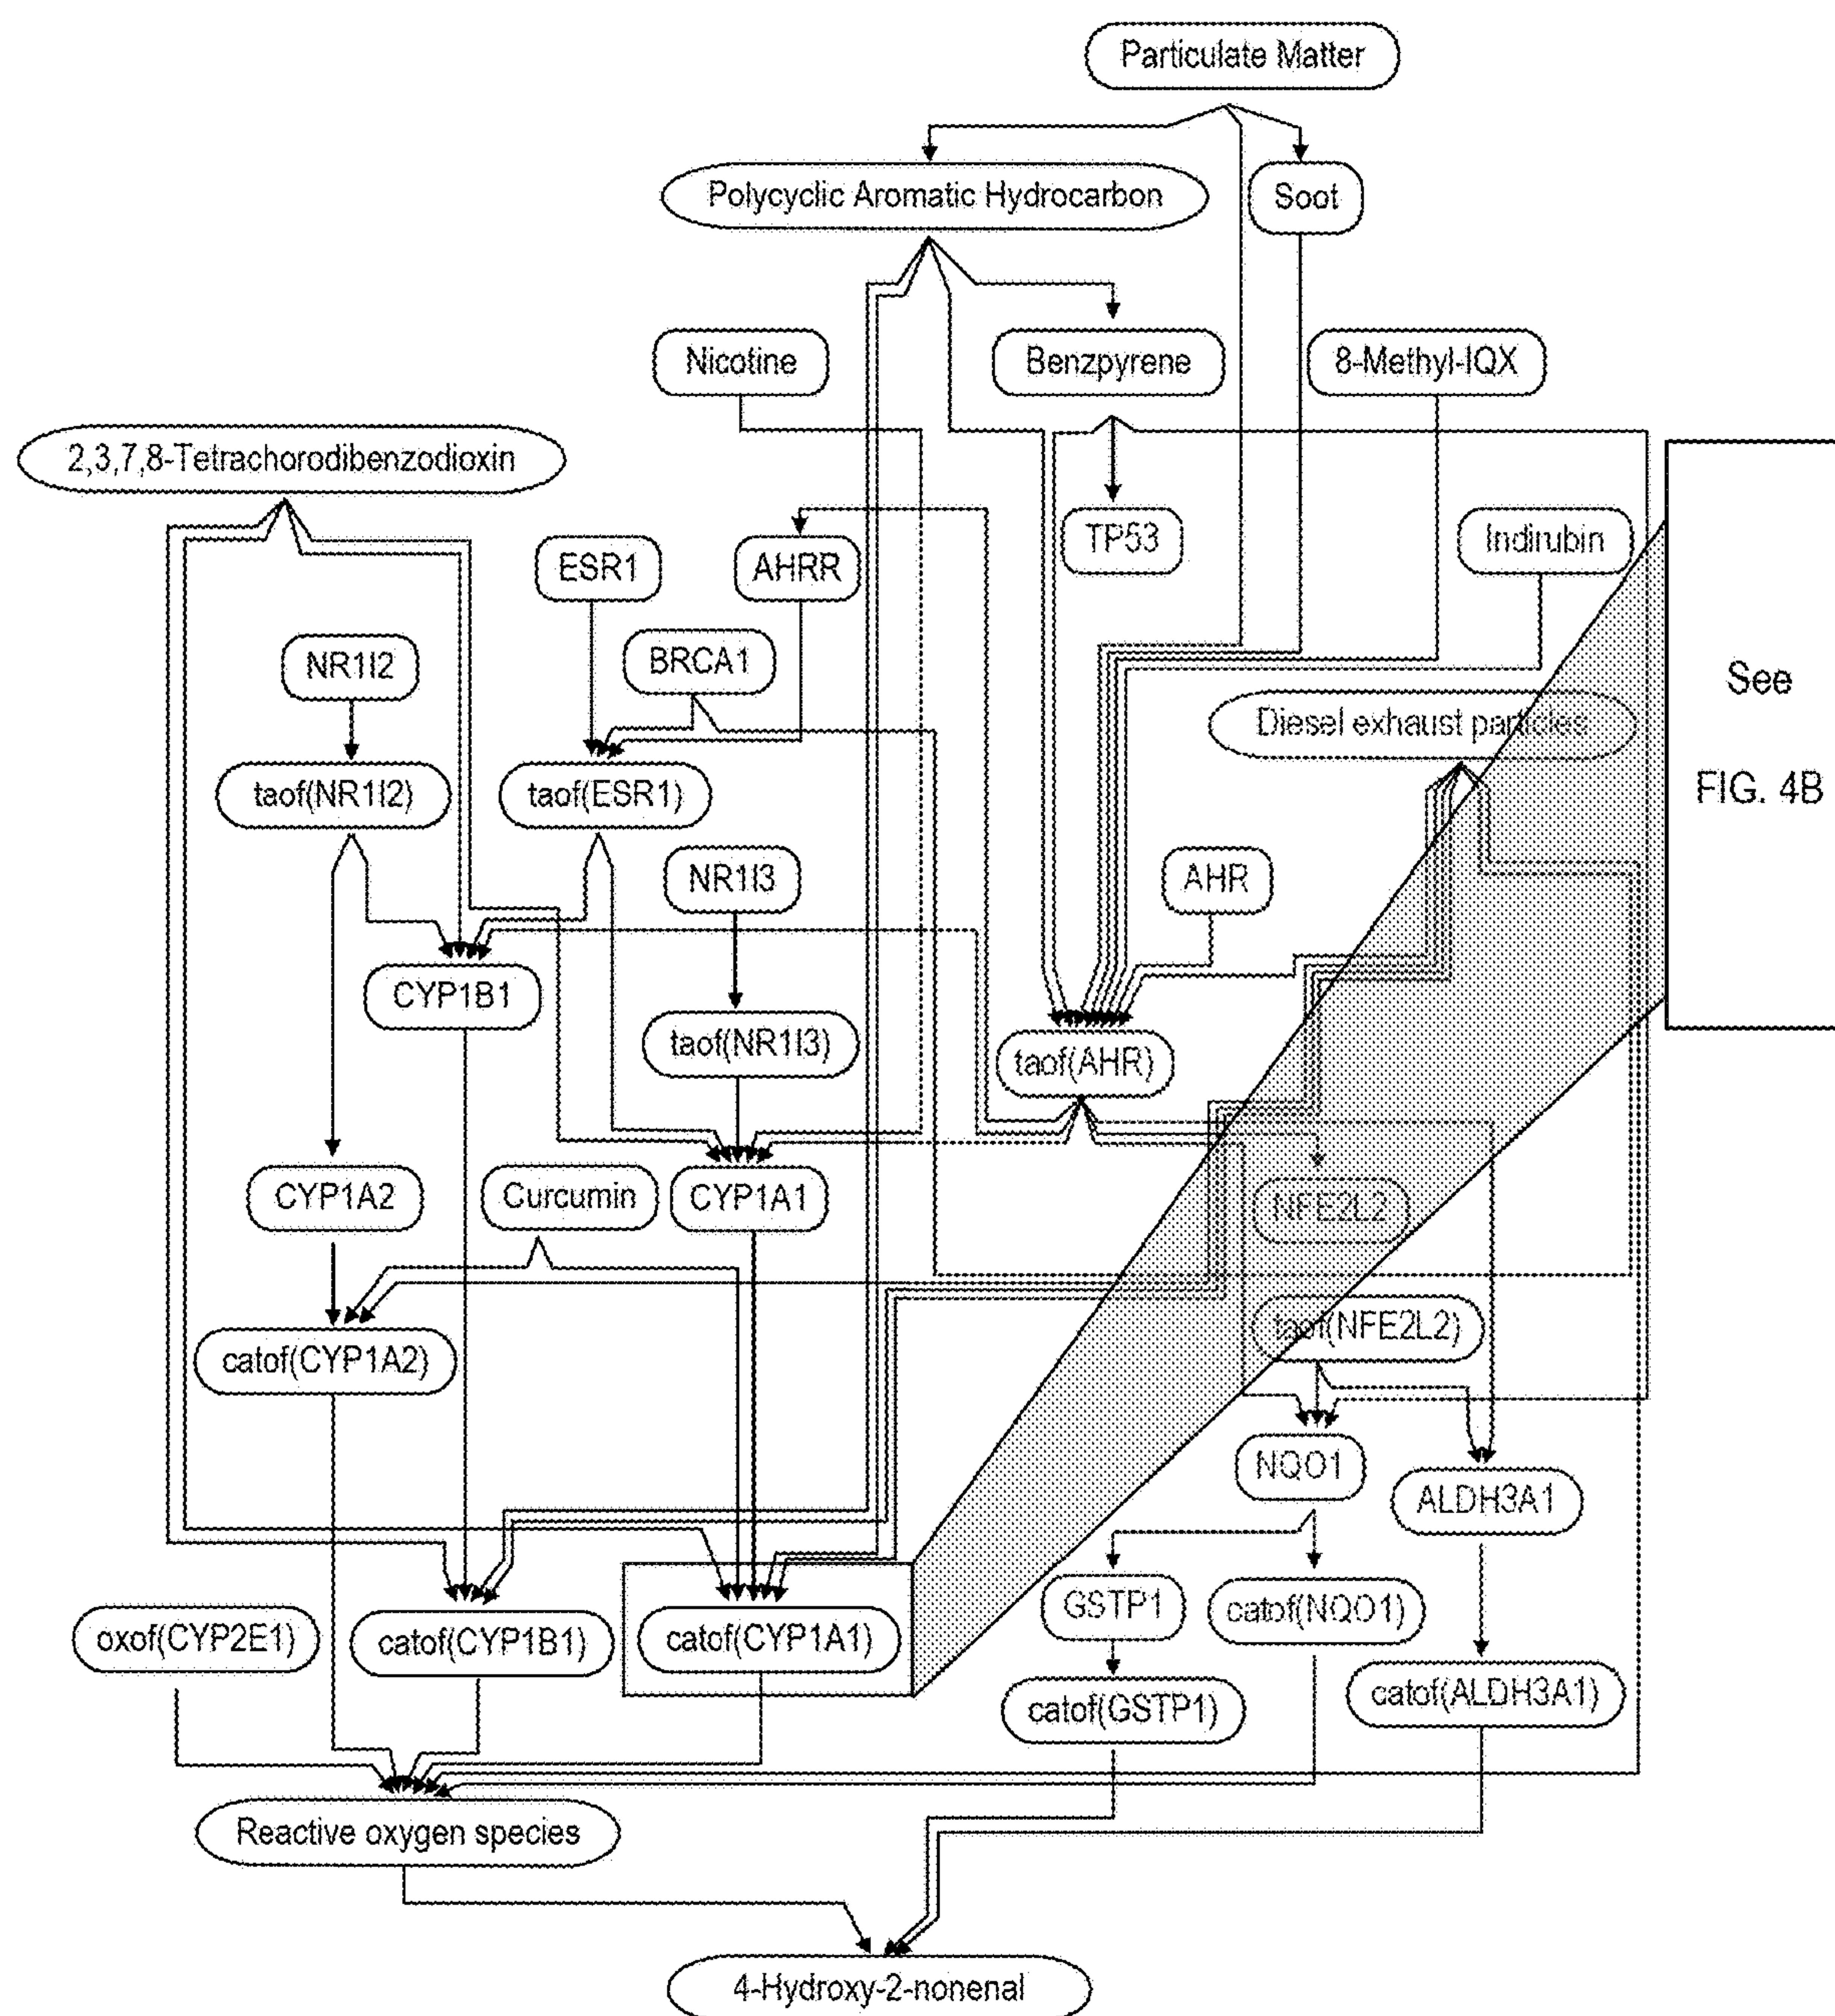 Particulate Matter
Polycyclic Aromatic Hydrocarbon
Soot
Nicotine
Benzpyrene
8-Methyl-IQX
2,3,7,8-Tetrachorodibenzodioxin
TP53
Indirubin
ESR1
AHRR
NR1I2
BRCA1
See
FIG. 4B
Diesel exhaust particles
taof(NR1I2)
taof(ESR1)
NR1I3
AHR
CYP1B1
taof(NR1I3)
taof(AHR)
CYP1A2
Curcumin
CYP1A1
NFE2L2
taof(NFE2L2)
catof(CYP1A2)
NQO1
ALDH3A1
GSTP1
catof(NQO1)
oxof(CYP2E1)
catof(CYP1B1)
catof(CYP1A1)
catof(GSTP1)
catof(ALDH3A1)
Reactive oxygen species
4-Hydroxy-2-nonenal